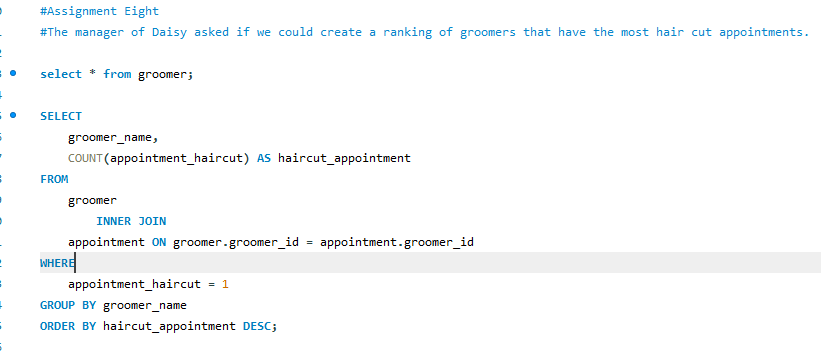 #Assignment Eight
#The manager of Daisy asked if we could create a ranking of groomers that have the most hair cut appointments.
select * from groomer;
SELECT
groomer_name,
COUNT(appointment_haircut) AS haircut_appointment
FROM
groomer
INNER JOIN
appointment ON groomer.groomer_id = appointment.groomer_id
WHERE
appointment_haircut = 1
GROUP BY groomer_name
ORDER BY haircut_appointment DESC;